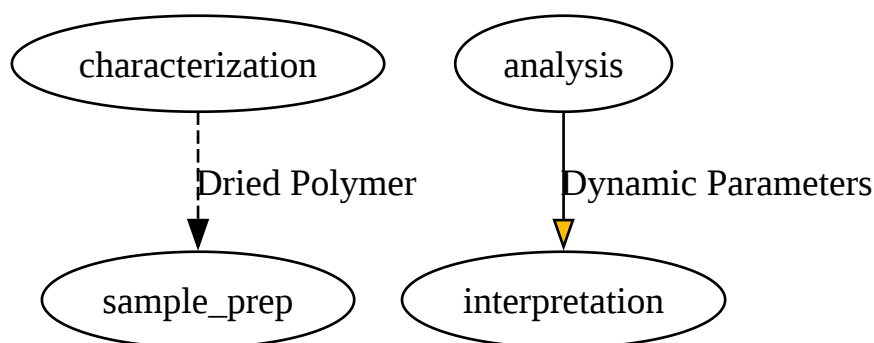 characterization
analysis
Dried Polymer
Dynamic Parameters
sample_prep
interpretation